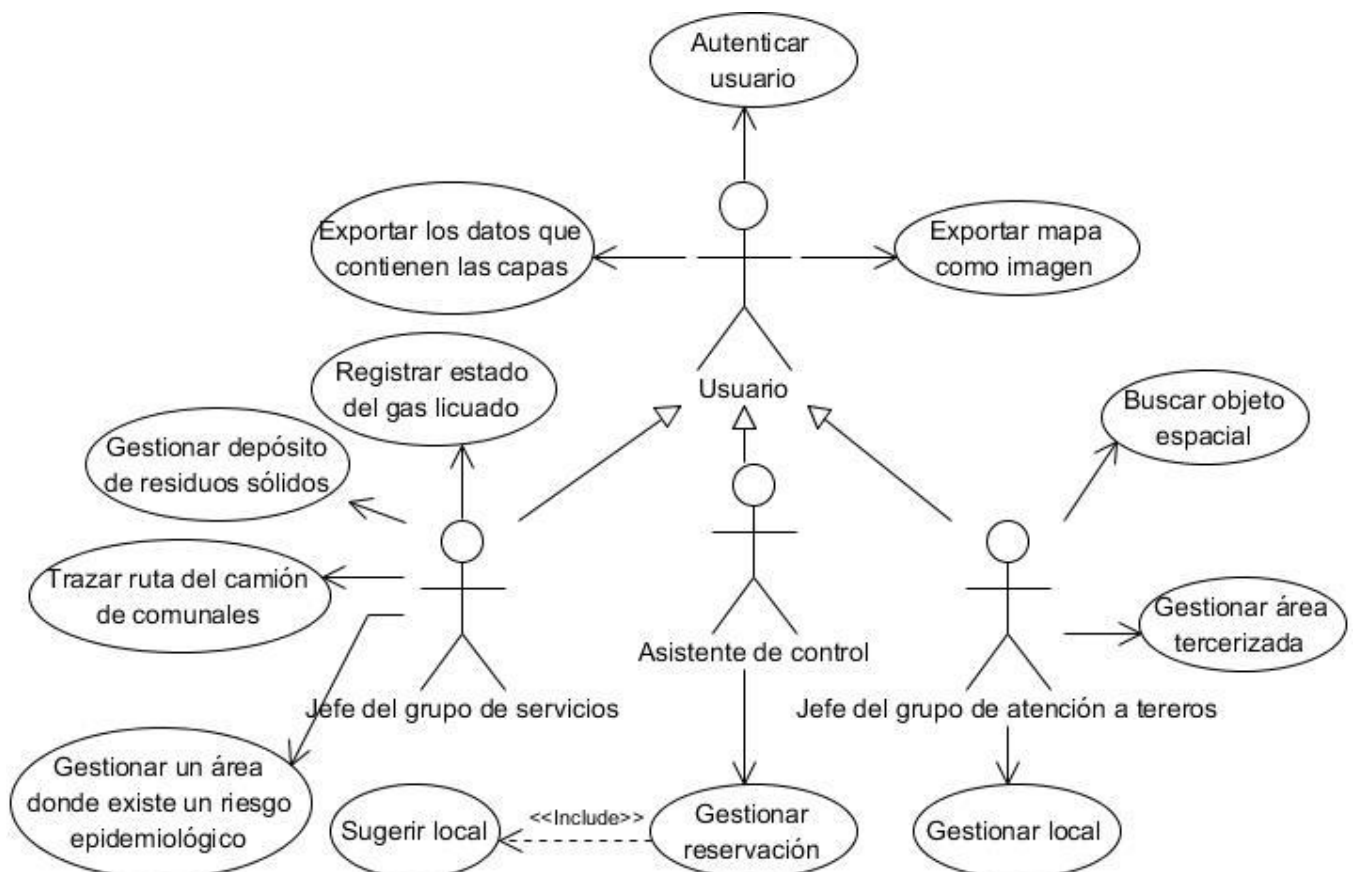 Autenticar
usuario
Exportar los datos que
contienen las capas
Exportar mapa
como imagen
Registrar estado
del gas licuado
Usuario
Buscar objeto
espacial
Gestionar depósito
de residuos sólidos
Trazar ruta del camión
de comunales
Gestionar área
tercerizada
Asistente de control
Jefe del grupo de servicios
Jefe del grupo de atención a tereros
Gestionar un área
donde existe un riesgo
epidemiológico
Sugerir local
<<Include>>
Gestionar
reservación
Gestionar local